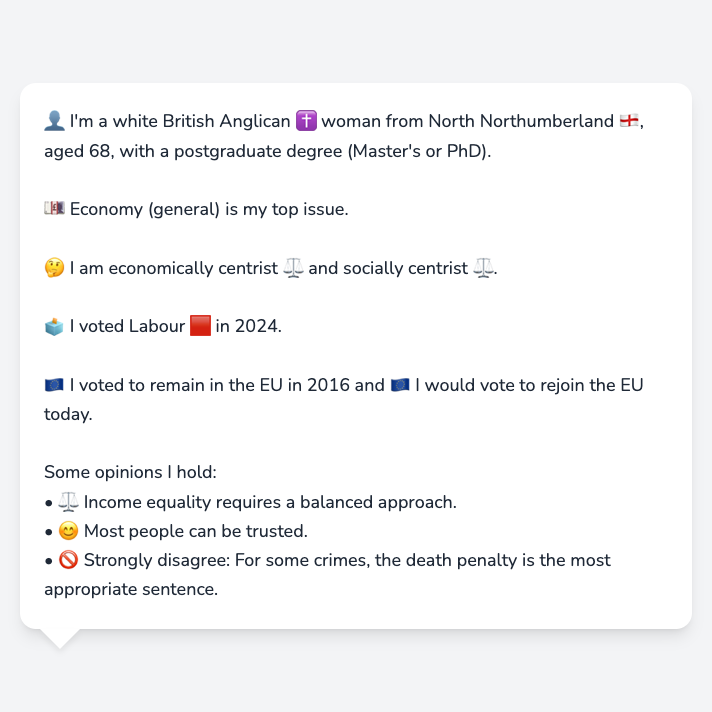 👤 I'm a white British Anglican ✝️ woman from North Northumberland 🏴󠁧󠁢󠁥󠁮󠁧󠁿,
aged 68, with a postgraduate degree (Master's or PhD).
💷 Economy (general) is my top issue.
🤔 I am economically centrist ⚖️ and socially centrist ⚖️.
🗳️ I voted Labour 🟥 in 2024.
🇪🇺 I voted to remain in the EU in 2016 and 🇪🇺 I would vote to rejoin the EU
today.
Some opinions I hold:
• ⚖️ Income equality requires a balanced approach.
• 😊 Most people can be trusted.
• 🚫 Strongly disagree: For some crimes, the death penalty is the most
appropriate sentence.